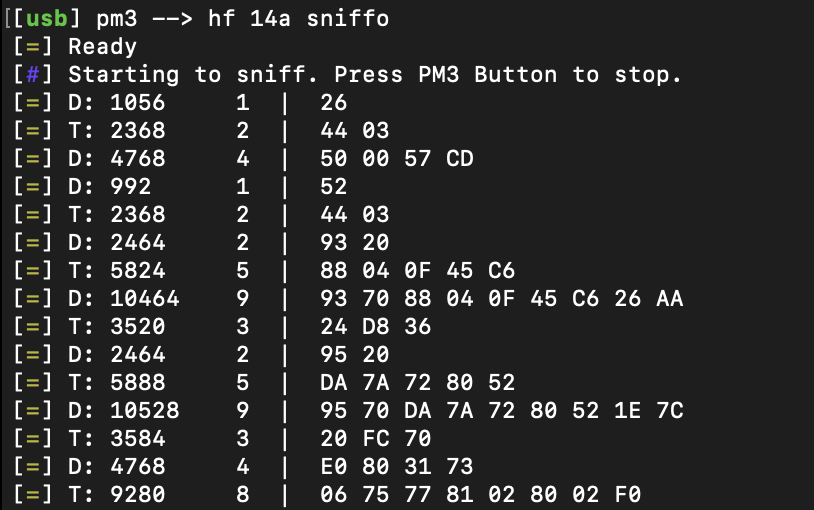 [[usb] pm3 --> hf 14a sniffo
[=] Ready
[#] Starting to sniff. Press PM3 Button to stop.
[=] D: 1056     1  |  26
[=] T: 2368     2  |  44 03
[=] D: 4768     4  |  50 00 57 CD
[=] D: 992      1  |  52
[=] T: 2368     2  |  44 03
[=] D: 2464     2  |  93 20
[=] T: 5824     5  |  88 04 0F 45 C6
[=] D: 10464    9  |  93 70 88 04 0F 45 C6 26 AA
[=] T: 3520     3  |  24 D8 36
[=] D: 2464     2  |  95 20
[=] T: 5888     5  |  DA 7A 72 80 52
[=] D: 10528    9  |  95 70 DA 7A 72 80 52 1E 7C
[=] T: 3584     3  |  20 FC 70
[=] D: 4768     4  |  E0 80 31 73
[=] T: 9280     8  |  06 75 77 81 02 80 02 F0